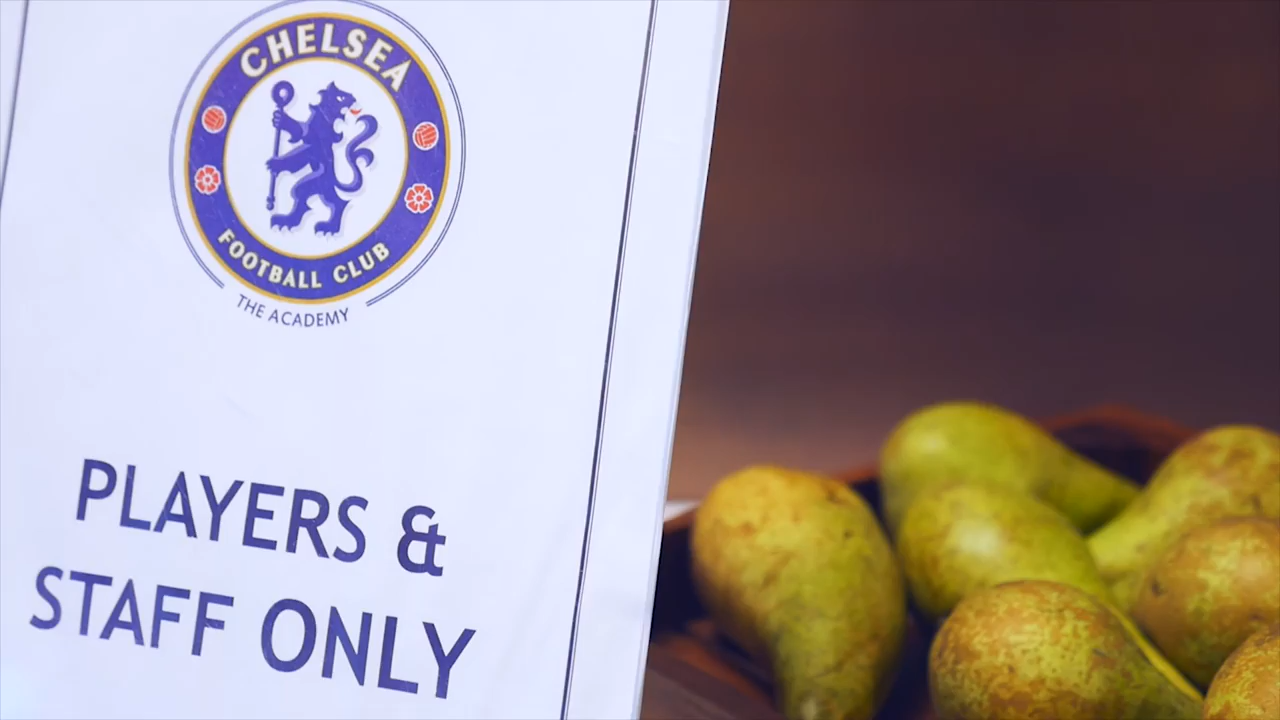 CHELSEA
FOOTBALL CLUB
THE ACADEMY
PLAYERS &
STAFF ONLY